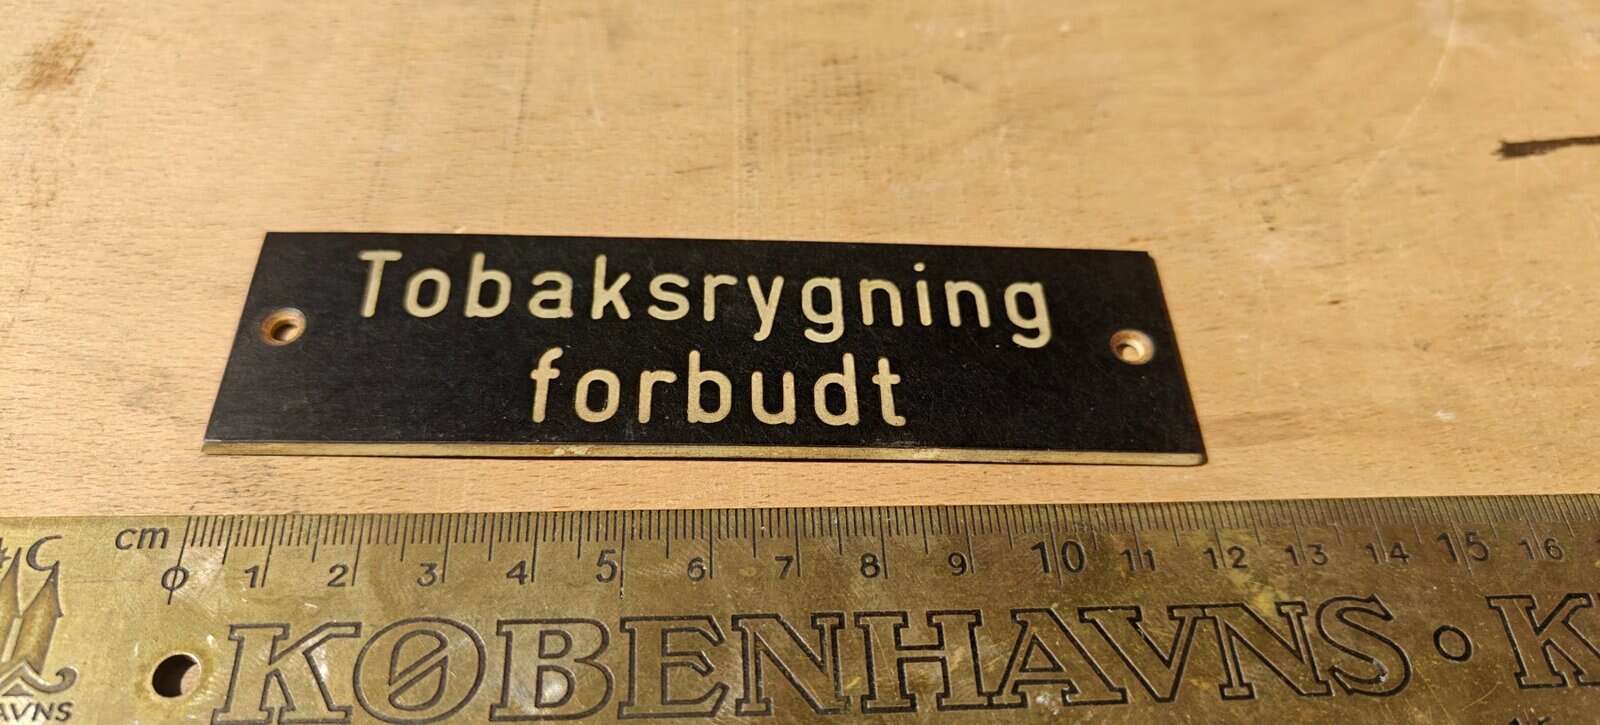 Tobaksrygning
forbudt
cm
0 1 2 3 4 5 6 7 8 9 10 11 12 13 14 15 16
KØBENHAVNS · K
AVNS